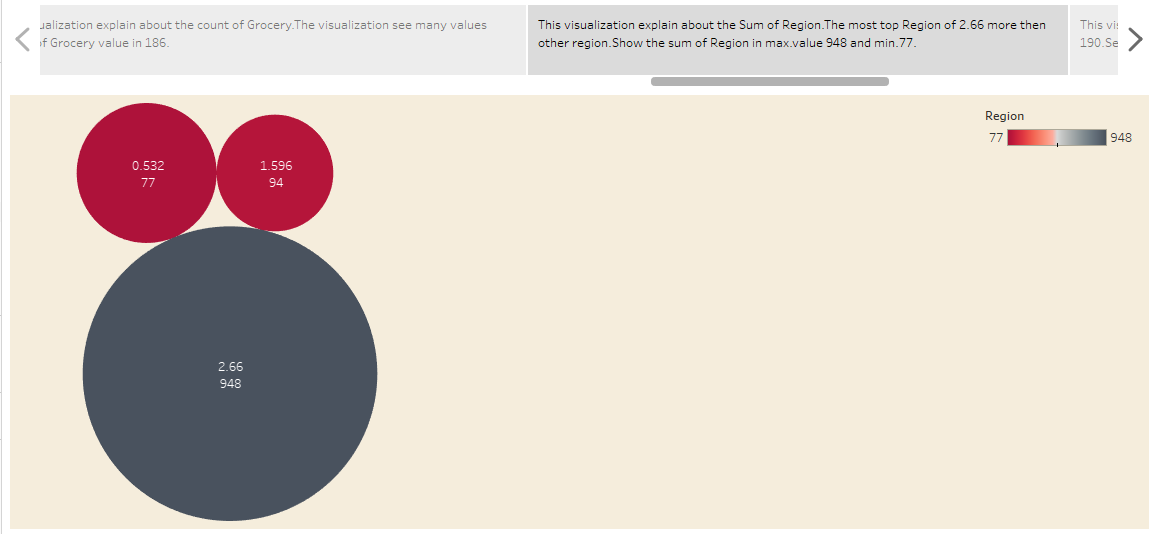 ualization explain about the count of Grocery.The visualization see many values
of Grocery value in 186.
This visualization explain about the Sum of Region.The most top Region of 2.66 more then
other region.Show the sum of Region in max.value 948 and min.77.
This vis
190.Se
Region
77 948
0.532
77
1.596
94
2.66
948